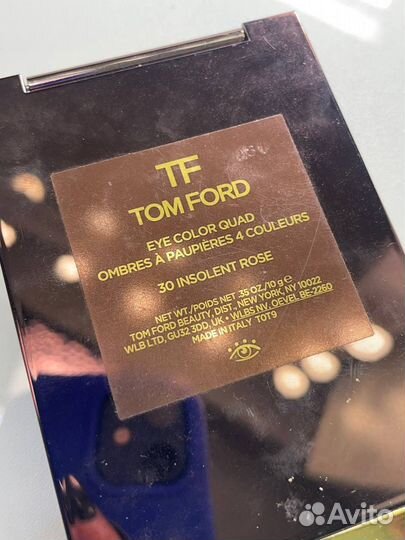 TF
TOM FORD
EYE COLOR QUAD
OMBRES À PAUPIÈRES 4 COULEURS
30 INSOLENT ROSE
NET WT./POIDS NET .35 OZ./10 g ℮
TOM FORD BEAUTY, DIST., NEW YORK, NY 10022
WLB LTD, GU32 3DD, UK • WLBS NV, OEVEL BE-2260
MADE IN ITALY T0T9
Avito